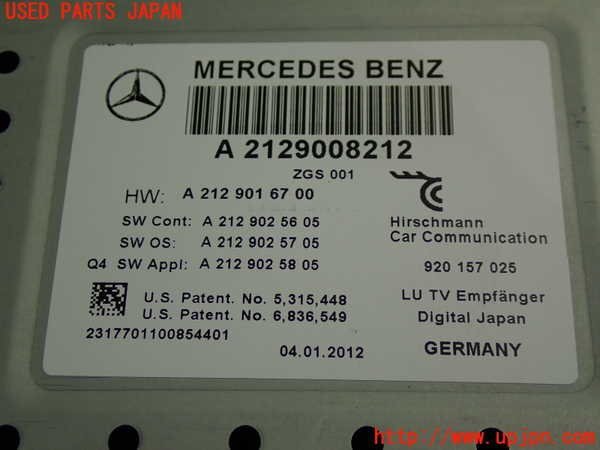 USED PARTS JAPAN
MERCEDES BENZ
A 2129008212
ZGS 001
HW: A 212 901 67 00
SW Cont: A 212 902 56 05
SW OS: A 212 902 57 05
Q4 SW Appl: A 212 902 58 05
Hirschmann
Car Communication
920 157 025
U.S. Patent. No. 5,315,448
U.S. Patent. No. 6,836,549
2317701100854401
LU TV Empfänger
Digital Japan
04.01.2012
GERMANY
http://www.upjpn.com